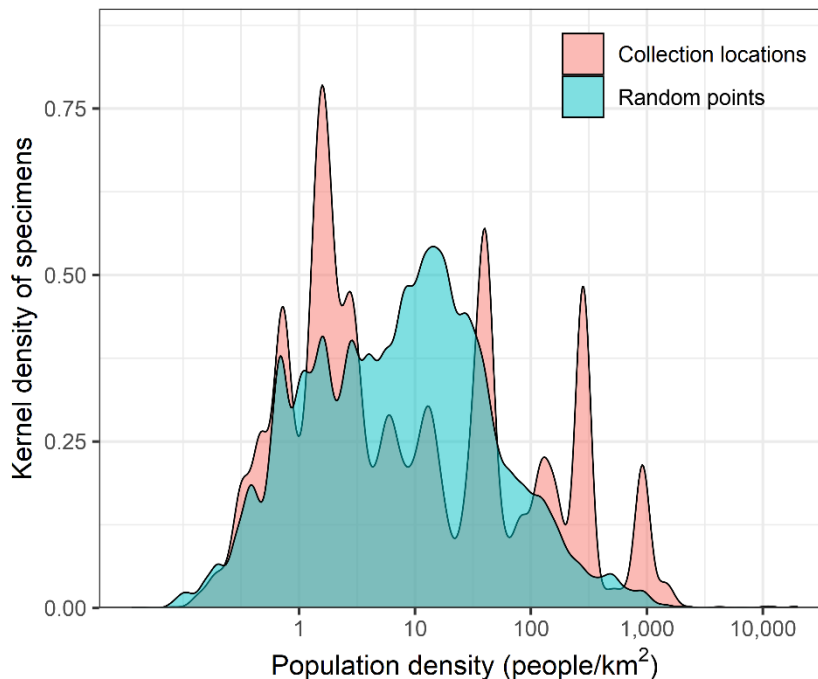 Collection locations
Random points
Kernel density of specimens
0.75
0.50
0.25
0.00
1 10 100 1,000 10,000
Population density (people/km²)